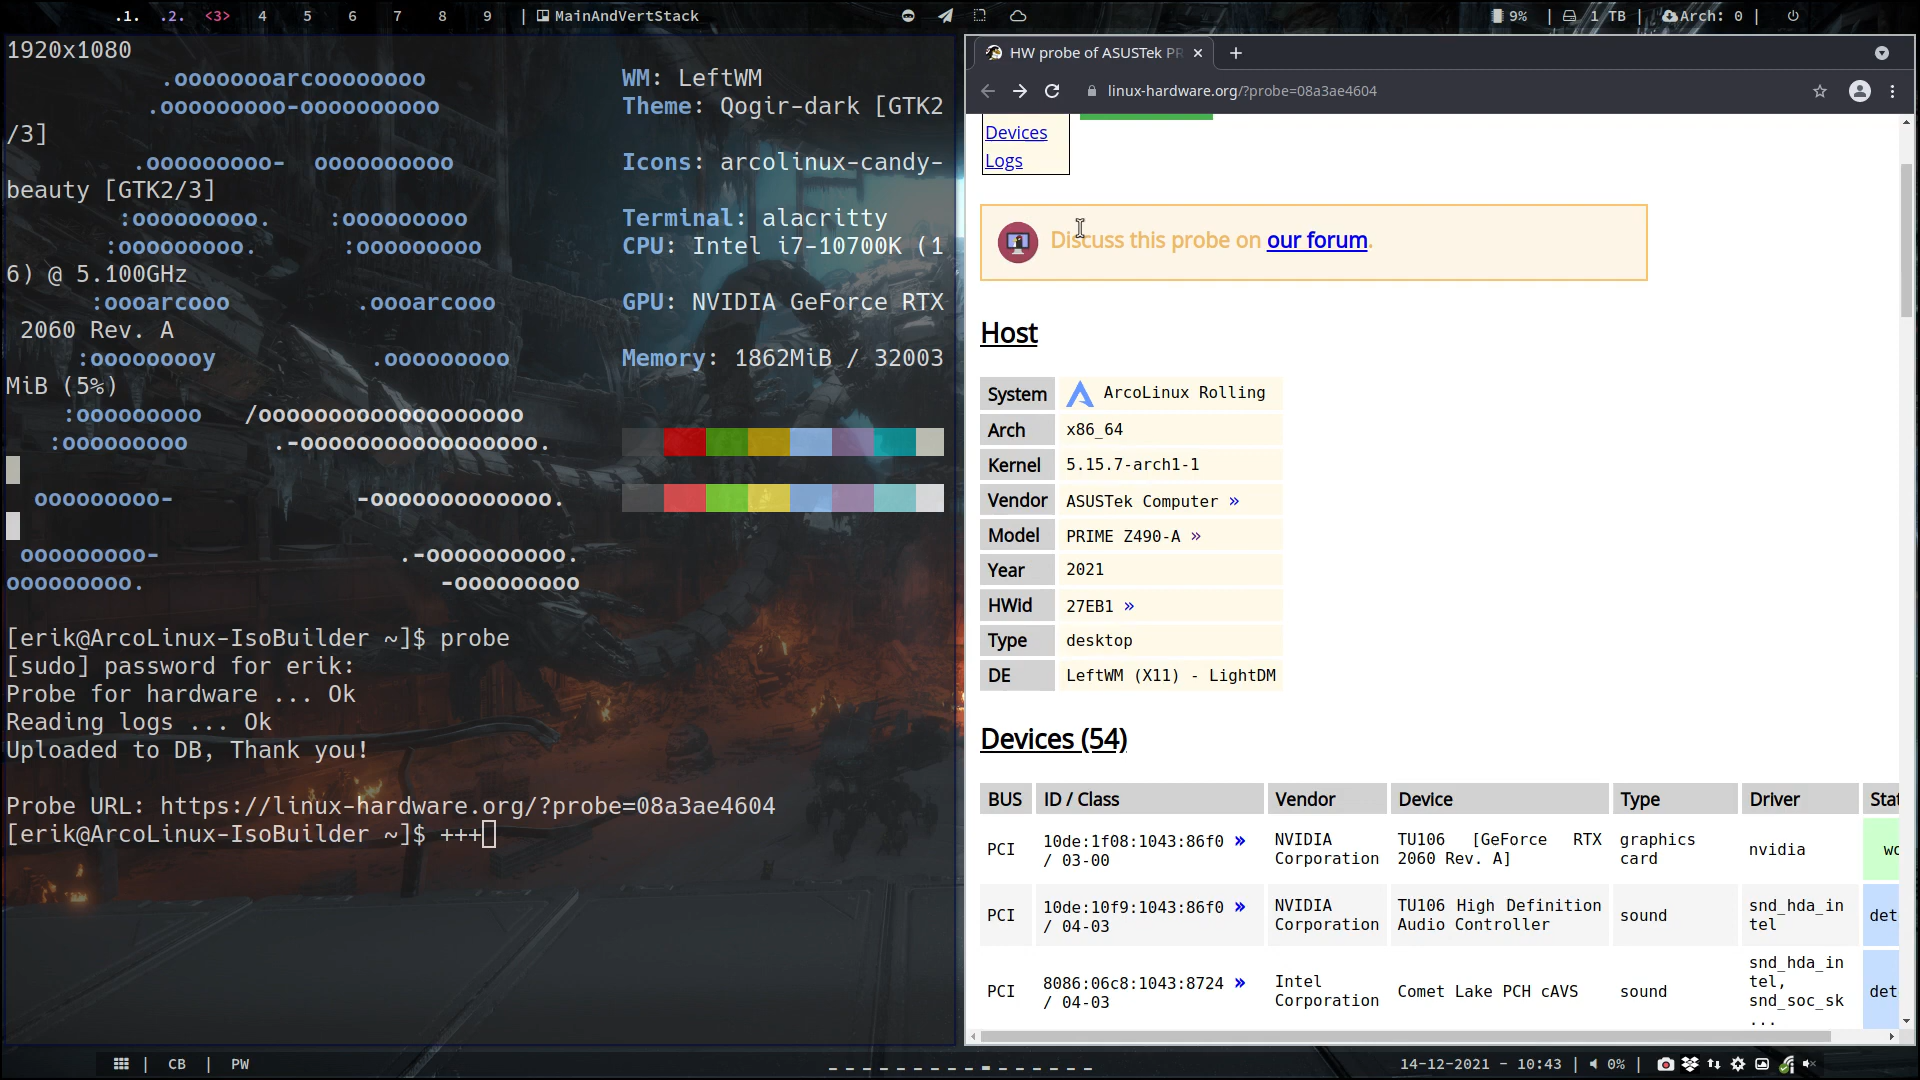 .1. .2. <3> 4 5 6 7 8 9 | MainAndVertStack
9% | 1 TB | Arch: 0 |
1920x1080
.ooooooooarcoooooooo WM: LeftWM
.ooooooooo-oooooooooo Theme: Qogir-dark [GTK2
/3]
.ooooooooo- oooooooooo Icons: arcolinux-candy-
beauty [GTK2/3]
:ooooooooo. :ooooooooo Terminal: alacritty
:ooooooooo. :ooooooooo CPU: Intel i7-10700K (1
6) @ 5.100GHz
:oooarcooo .oooarcooo GPU: NVIDIA GeForce RTX
2060 Rev. A
:ooooooooy .ooooooooo Memory: 1862MiB / 32003
MiB (5%)
:ooooooooo /ooooooooooooooooooo
:ooooooooo .-ooooooooooooooooo.
ooooooooo- -ooooooooooooo.
ooooooooo- .-oooooooooo.
ooooooooo. -ooooooooo
[erik@ArcoLinux-IsoBuilder ~]$ probe
[sudo] password for erik:
Probe for hardware ... Ok
Reading logs ... Ok
Uploaded to DB, Thank you!
Probe URL: https://linux-hardware.org/?probe=08a3ae4604
[erik@ArcoLinux-IsoBuilder ~]$ +++
HW probe of ASUSTek PR
linux-hardware.org/?probe=08a3ae4604
Devices
Logs
Discuss this probe on our forum.
Host
System ArcoLinux Rolling
Arch x86_64
Kernel 5.15.7-arch1-1
Vendor ASUSTek Computer »
Model PRIME Z490-A »
Year 2021
HWid 27EB1 »
Type desktop
DE LeftWM (X11) - LightDM
Devices (54)
BUS ID / Class Vendor Device Type Driver Stat
PCI 10de:1f08:1043:86f0 » / 03-00 NVIDIA Corporation TU106 [GeForce RTX 2060 Rev. A] graphics card nvidia wo
PCI 10de:10f9:1043:86f0 » / 04-03 NVIDIA Corporation TU106 High Definition Audio Controller sound snd_hda_in tel det
PCI 8086:06c8:1043:8724 » / 04-03 Intel Corporation Comet Lake PCH cAVS sound snd_hda_in tel, snd_soc_sk ... det
| CB | PW
14-12-2021 - 10:43 | 0% |